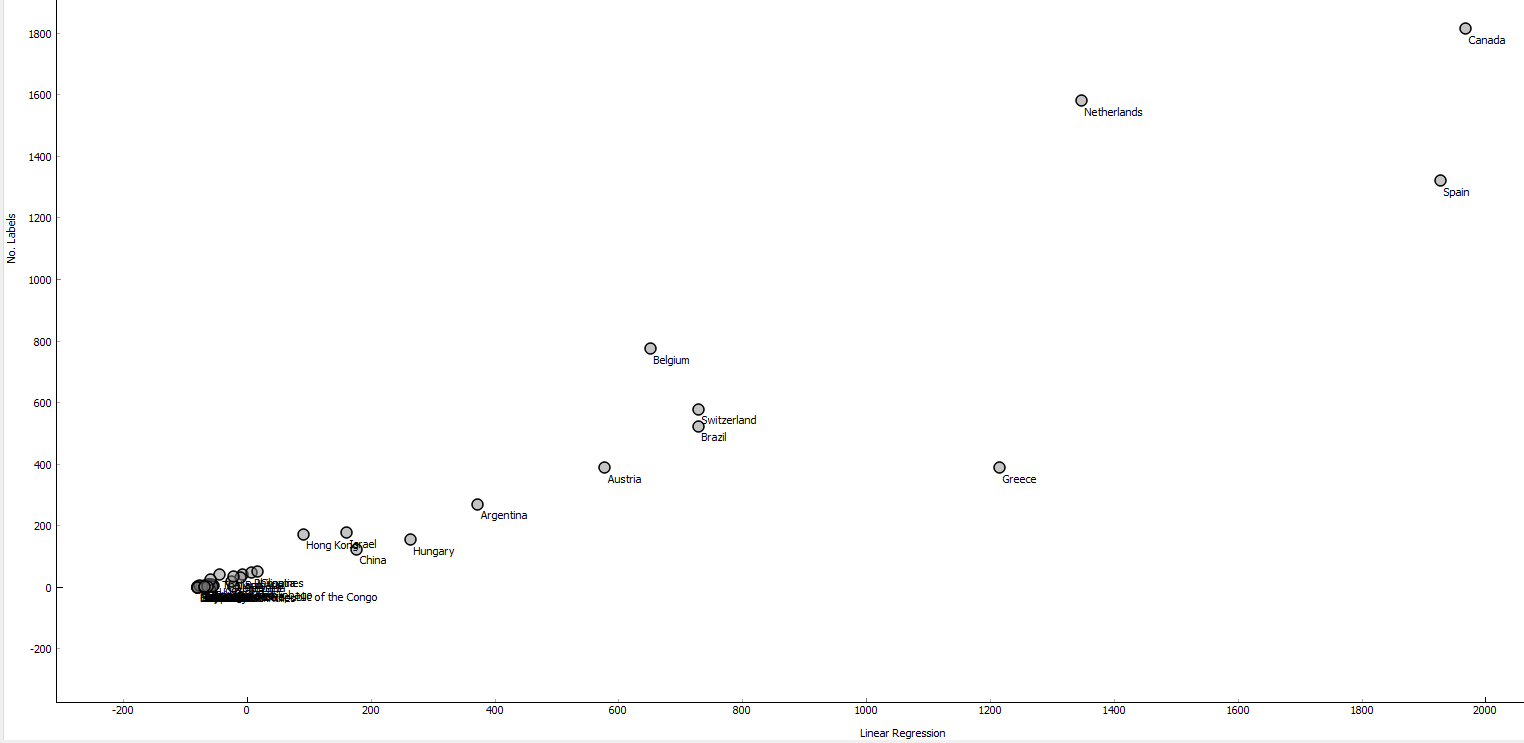 1800
Canada
1600
Netherlands
1400
Spain
1200
No. Labels
1000
800
Belgium
600
Switzerland
Brazil
400
Austria
Greece
Argentina
200
Hong Kong
Israel
China
Hungary
0
of the Congo
-200
-200 0 200 400 600 800 1000 1200 1400 1600 1800 2000
Linear Regression